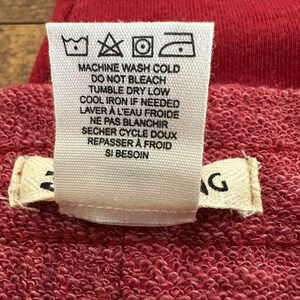 MACHINE WASH COLD
DO NOT BLEACH
TUMBLE DRY LOW
COOL IRON IF NEEDED
LAVER À L'EAU FROIDE
NE PAS BLANCHIR
SECHER CYCLE DOUX
REPASSER À FROID
SI BESOIN